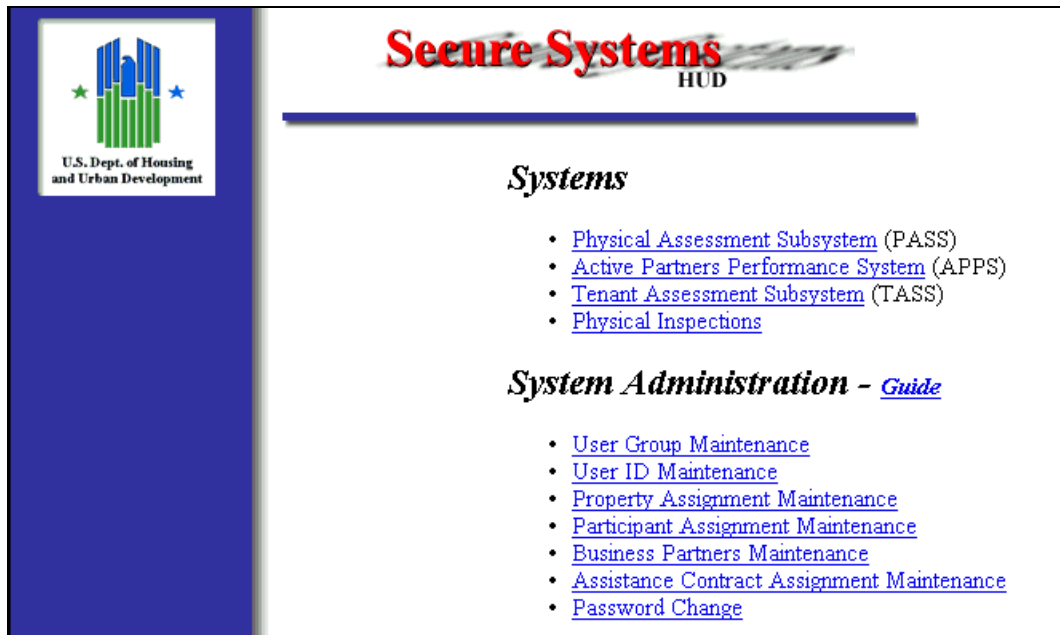 U.S. Dept. of Housing
and Urban Development
Secure Systems
HUD
Systems
• Physical Assessment Subsystem (PASS)
• Active Partners Performance System (APPS)
• Tenant Assessment Subsystem (TASS)
• Physical Inspections
System Administration - Guide
• User Group Maintenance
• User ID Maintenance
• Property Assignment Maintenance
• Participant Assignment Maintenance
• Business Partners Maintenance
• Assistance Contract Assignment Maintenance
• Password Change